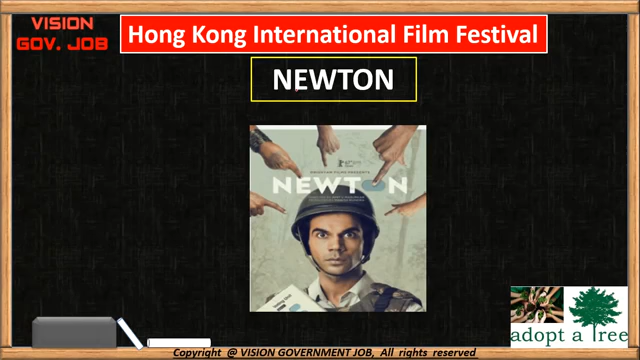 VISION
GOV. JOB
Hong Kong International Film Festival
NEWTON
NEWTON
adopt a tree
Copyright @ VISION GOVERNMENT JOB, All rights reserved